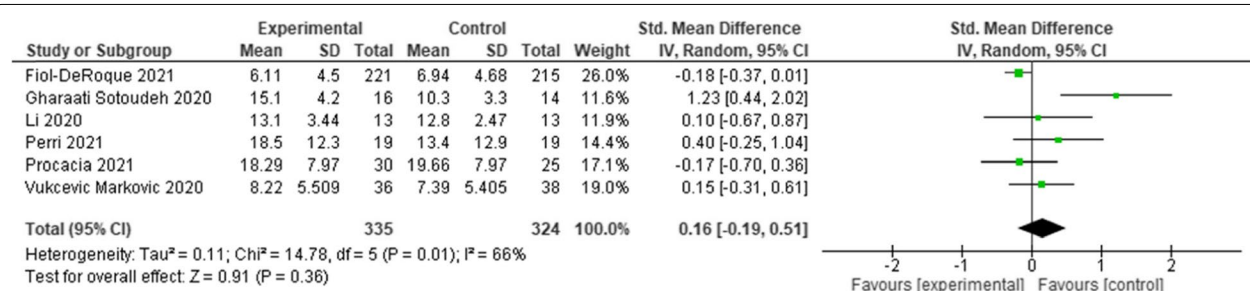 Experimental Control Std. Mean Difference Std. Mean Difference
Study or Subgroup Mean SD Total Mean SD Total Weight IV, Random, 95% CI IV, Random, 95% CI
Fiol-DeRoque 2021 6.11 4.5 221 6.94 4.68 215 26.0% -0.18 [-0.37, 0.01]
Gharaati Sotoudeh 2020 15.1 4.2 16 10.3 3.3 14 11.6% 1.23 [0.44, 2.02]
Li 2020 13.1 3.44 13 12.8 2.47 13 11.9% 0.10 [-0.67, 0.87]
Perri 2021 18.5 12.3 19 13.4 12.9 19 14.4% 0.40 [-0.25, 1.04]
Procacia 2021 18.29 7.97 30 19.66 7.97 25 17.1% -0.17 [-0.70, 0.36]
Vukcevic Markovic 2020 8.22 5.509 36 7.39 5.405 38 19.0% 0.15 [-0.31, 0.61]
Total (95% CI) 335 324 100.0% 0.16 [-0.19, 0.51]
Heterogeneity: Tau² = 0.11; Chi² = 14.78, df = 5 (P = 0.01); I² = 66%
Test for overall effect: Z = 0.91 (P = 0.36)
-2 -1 0 1 2
Favours [experimental] Favours [control]